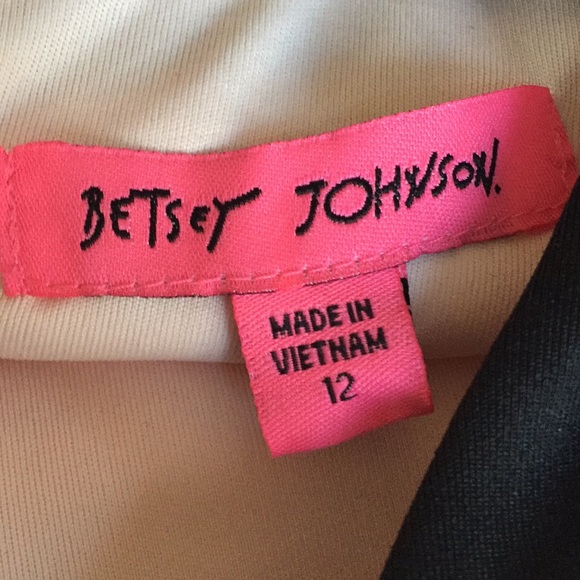 BETSEY JOHNSON.
MADE IN
VIETNAM
12